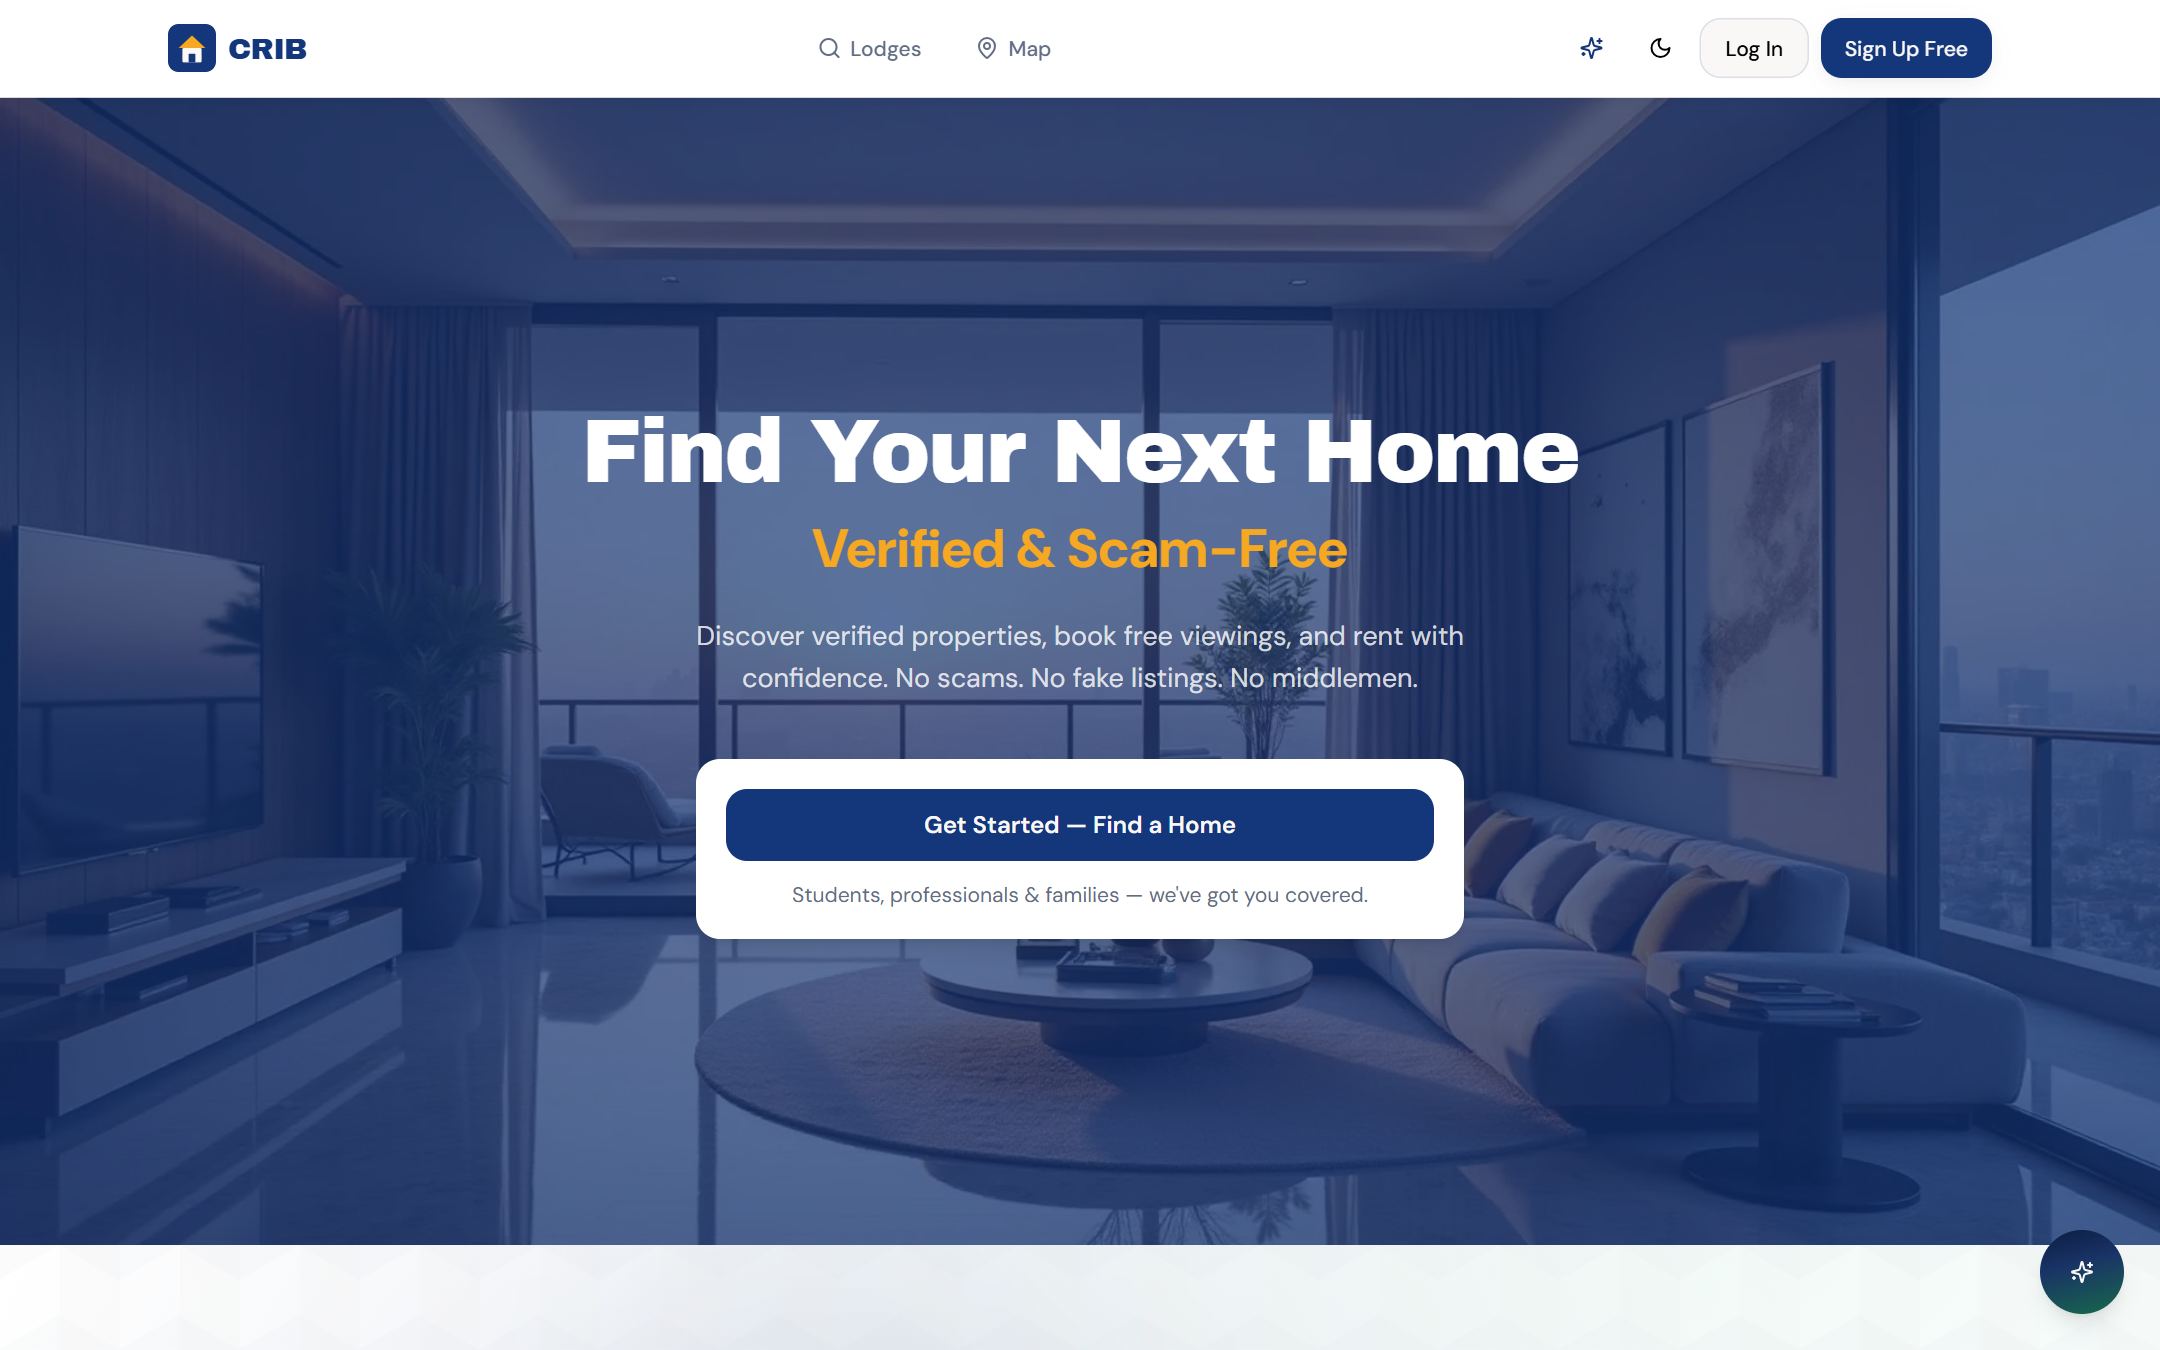 CRIB
Lodges
Map
Log In
Sign Up Free
Find Your Next Home
Verified & Scam-Free
Discover verified properties, book free viewings, and rent with
confidence. No scams. No fake listings. No middlemen.
Get Started — Find a Home
Students, professionals & families — we've got you covered.